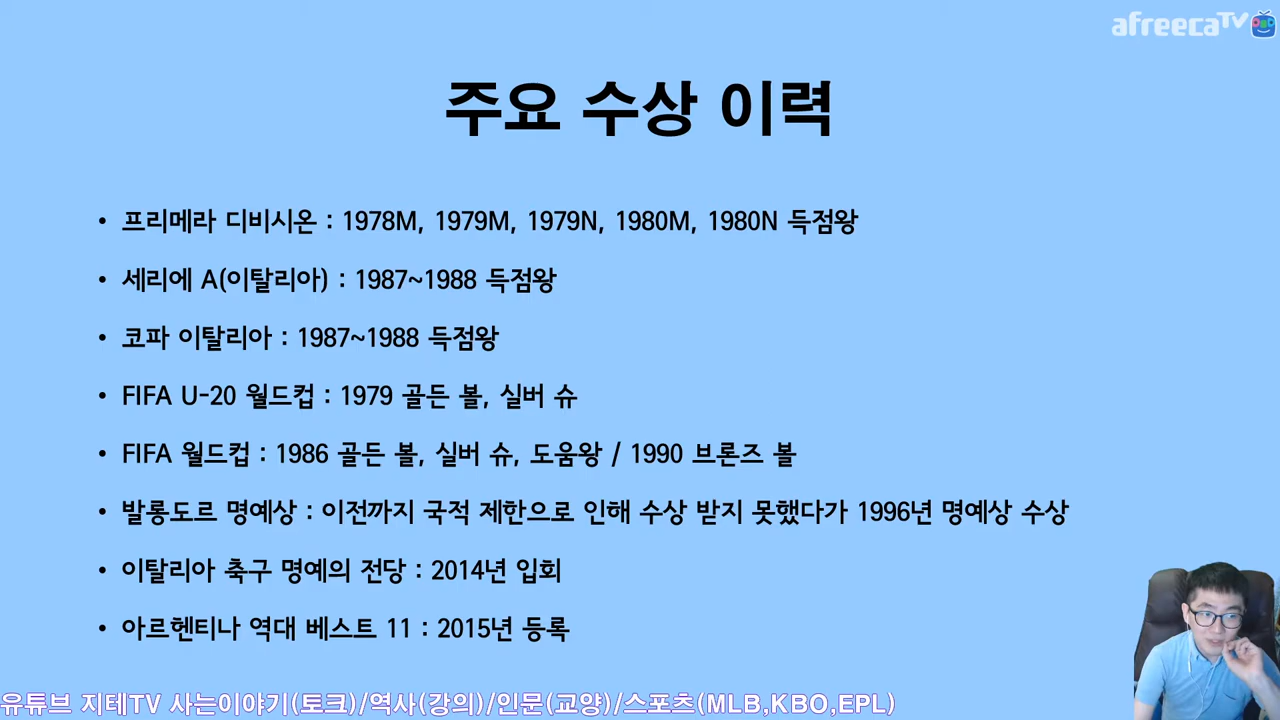 afreecaTV
주요 수상 이력
• 프리메라 디비시온 : 1978M, 1979M, 1979N, 1980M, 1980N 득점왕
• 세리에 A(이탈리아) : 1987~1988 득점왕
• 코파 이탈리아 : 1987~1988 득점왕
• FIFA U-20 월드컵 : 1979 골든 볼, 실버 슈
• FIFA 월드컵 : 1986 골든 볼, 실버 슈, 도움왕 / 1990 브론즈 볼
• 발롱도르 명예상 : 이전까지 국적 제한으로 인해 수상 받지 못했다가 1996년 명예상 수상
• 이탈리아 축구 명예의 전당 : 2014년 입회
• 아르헨티나 역대 베스트 11 : 2015년 등록
유튜브 지테TV 사는이야기(토크)/역사(강의)/인문(교양)/스포츠(MLB,KBO,EPL)